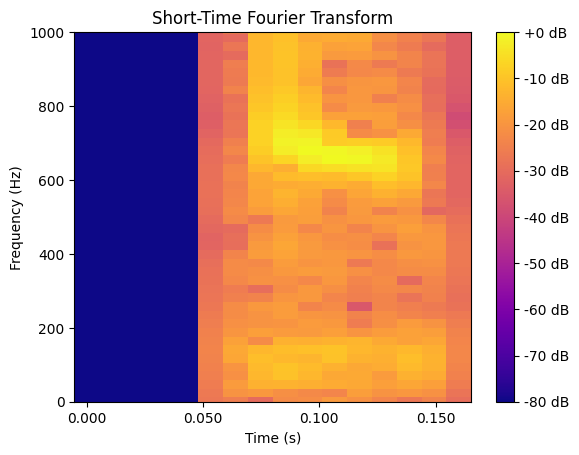 Short-Time Fourier Transform
1000
800
600
400
200
0
Frequency (Hz)
0.000
0.050
0.100
0.150
Time (s)
+0 dB
-10 dB
-20 dB
-30 dB
-40 dB
-50 dB
-60 dB
-70 dB
-80 dB